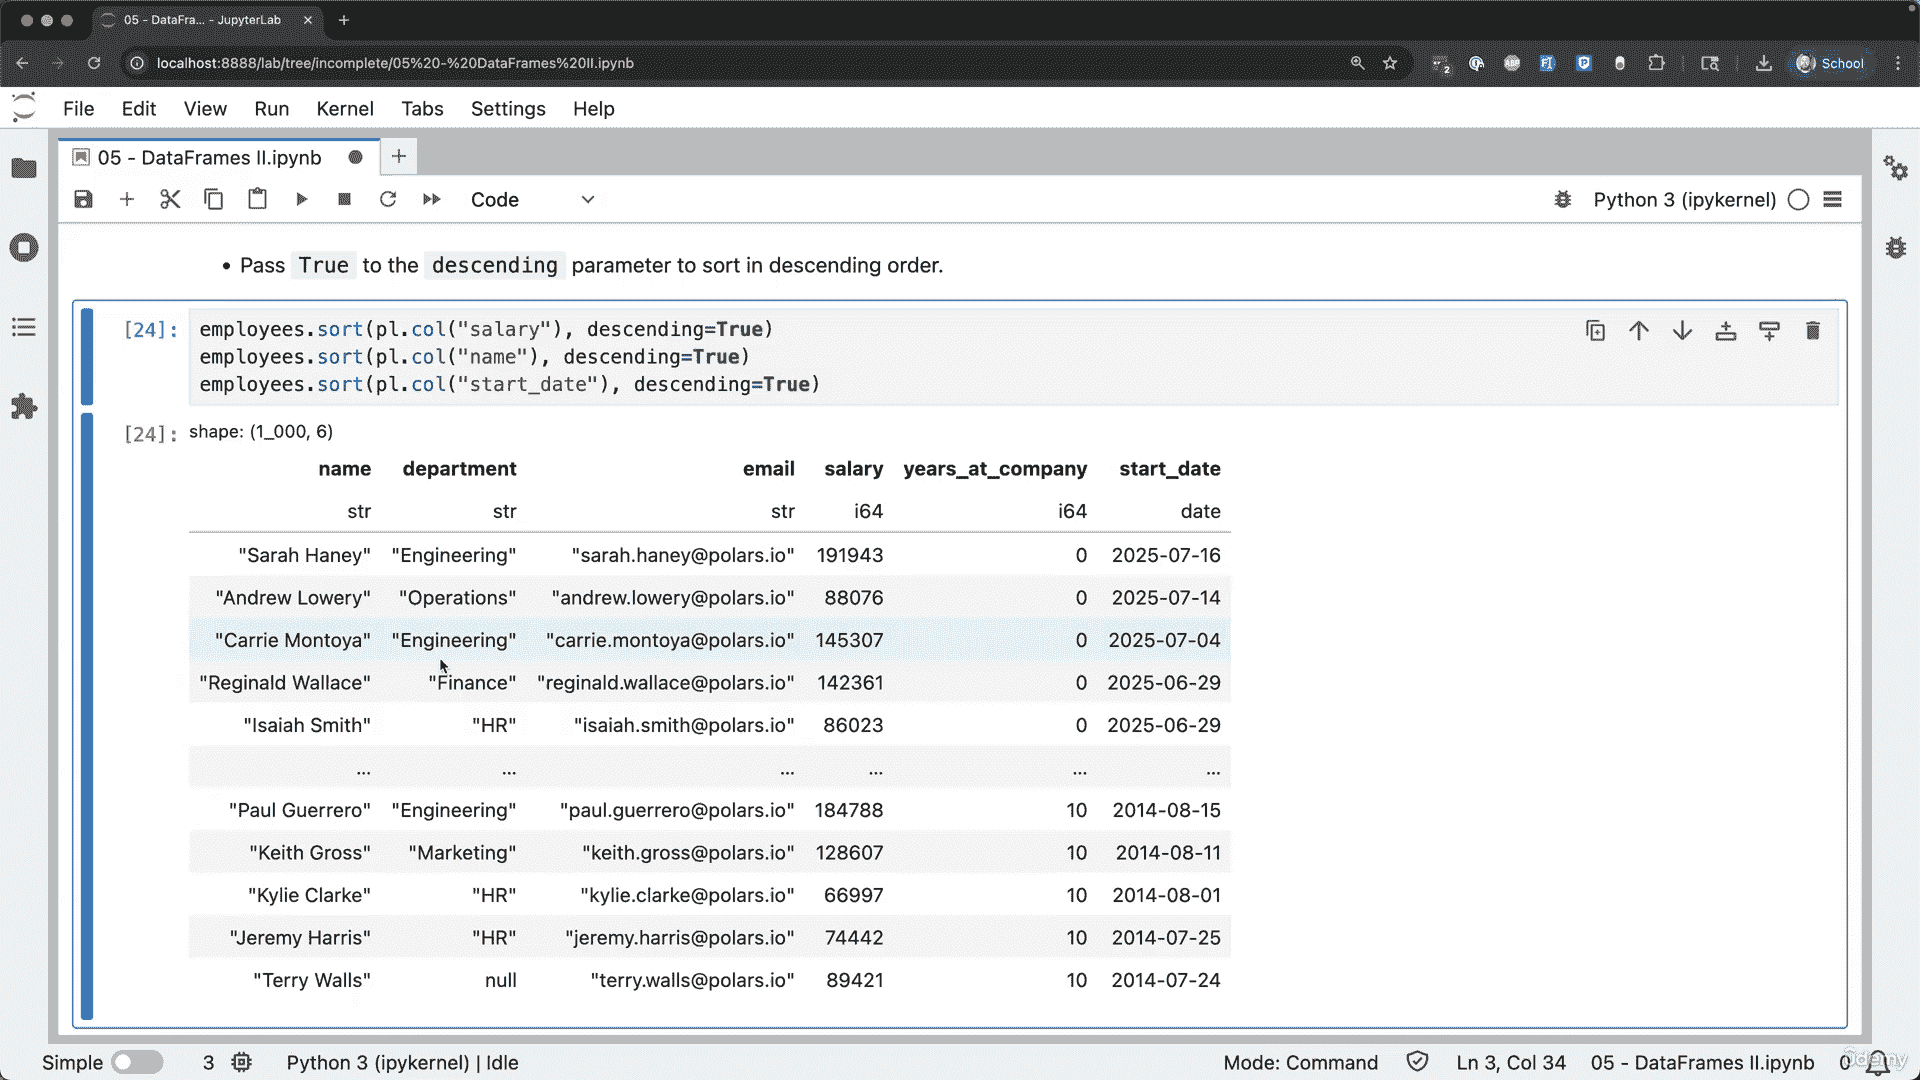 05 - DataFra... - JupyterLab
localhost:8888/lab/tree/incomplete/05%20-%20DataFrames%20II.ipynb
2
ABP
School
File Edit View Run Kernel Tabs Settings Help
05 - DataFrames II.ipynb
Code
Python 3 (ipykernel)
• Pass True to the descending parameter to sort in descending order.
[24]: employees.sort(pl.col("salary"), descending=True)
employees.sort(pl.col("name"), descending=True)
employees.sort(pl.col("start_date"), descending=True)
[24]: shape: (1_000, 6)
name department email salary years_at_company start_date
str str str i64 i64 date
"Sarah Haney" "Engineering" "sarah.haney@polars.io" 191943 0 2025-07-16
"Andrew Lowery" "Operations" "andrew.lowery@polars.io" 88076 0 2025-07-14
"Carrie Montoya" "Engineering" "carrie.montoya@polars.io" 145307 0 2025-07-04
"Reginald Wallace" "Finance" "reginald.wallace@polars.io" 142361 0 2025-06-29
"Isaiah Smith" "HR" "isaiah.smith@polars.io" 86023 0 2025-06-29
... ... ... ... ... ...
"Paul Guerrero" "Engineering" "paul.guerrero@polars.io" 184788 10 2014-08-15
"Keith Gross" "Marketing" "keith.gross@polars.io" 128607 10 2014-08-11
"Kylie Clarke" "HR" "kylie.clarke@polars.io" 66997 10 2014-08-01
"Jeremy Harris" "HR" "jeremy.harris@polars.io" 74442 10 2014-07-25
"Terry Walls" null "terry.walls@polars.io" 89421 10 2014-07-24
Simple 3 Python 3 (ipykernel) | Idle Mode: Command Ln 3, Col 34 05 - DataFrames II.ipynb 0
udemy